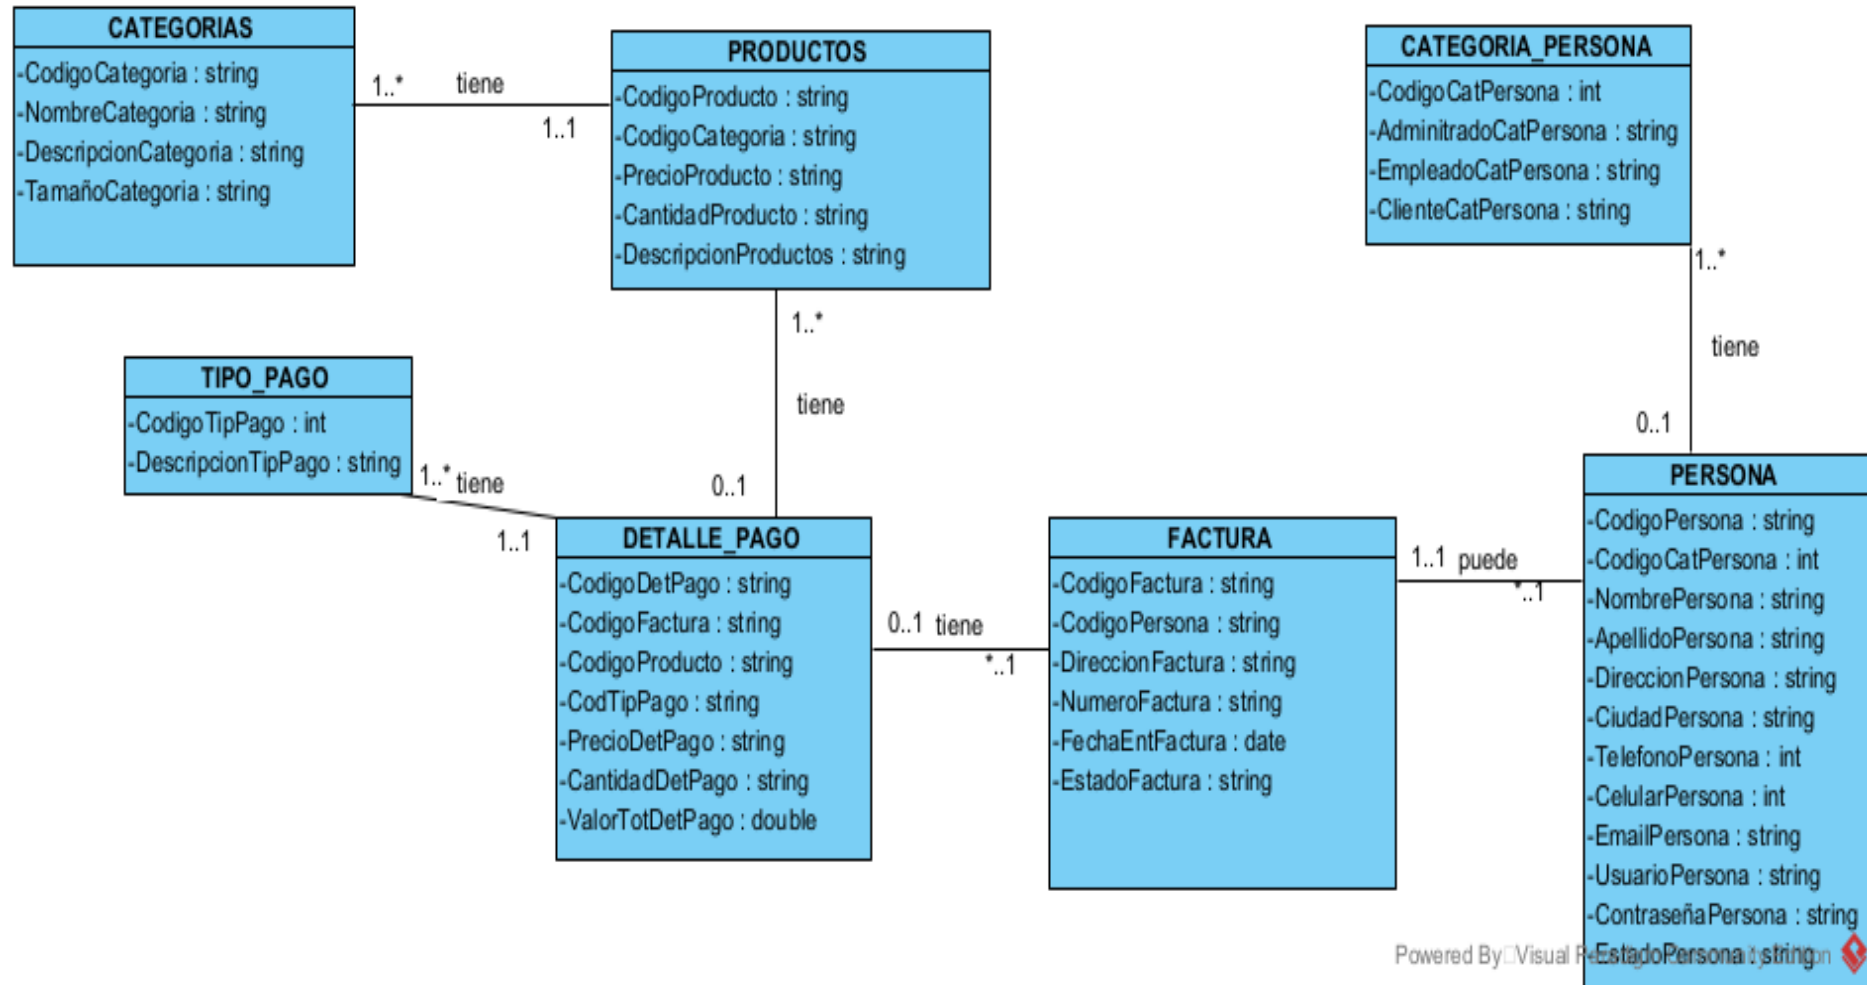 CATEGORIAS
-CodigoCategoria : string
-NombreCategoria : string
-DescripcionCategoria : string
-TamañoCategoria : string
1..*
tiene
1..1
PRODUCTOS
-CodigoProducto : string
-CodigoCategoria : string
-PrecioProducto : string
-CantidadProducto : string
-DescripcionProductos : string
CATEGORIA_PERSONA
-CodigoCatPersona : int
-AdminitradoCatPersona : string
-EmpleadoCatPersona : string
-ClienteCatPersona : string
1..*
tiene
0..1
1..*
tiene
0..1
TIPO_PAGO
-CodigoTipPago : int
-DescripcionTipPago : string
1..*
tiene
1..1
DETALLE_PAGO
-CodigoDetPago : string
-CodigoFactura : string
-CodigoProducto : string
-CodTipPago : string
-PrecioDetPago : string
-CantidadDetPago : string
-ValorTotDetPago : double
0..1 tiene
*..1
FACTURA
-CodigoFactura : string
-CodigoPersona : string
-DireccionFactura : string
-NumeroFactura : string
-FechaEntFactura : date
-EstadoFactura : string
1..1 puede
*..1
PERSONA
-CodigoPersona : string
-CodigoCatPersona : int
-NombrePersona : string
-ApellidoPersona : string
-DireccionPersona : string
-CiudadPersona : string
-TelefonoPersona : int
-CelularPersona : int
-EmailPersona : string
-UsuarioPersona : string
-ContraseñaPersona : string
-EstadoPersona : string
Powered By Visual